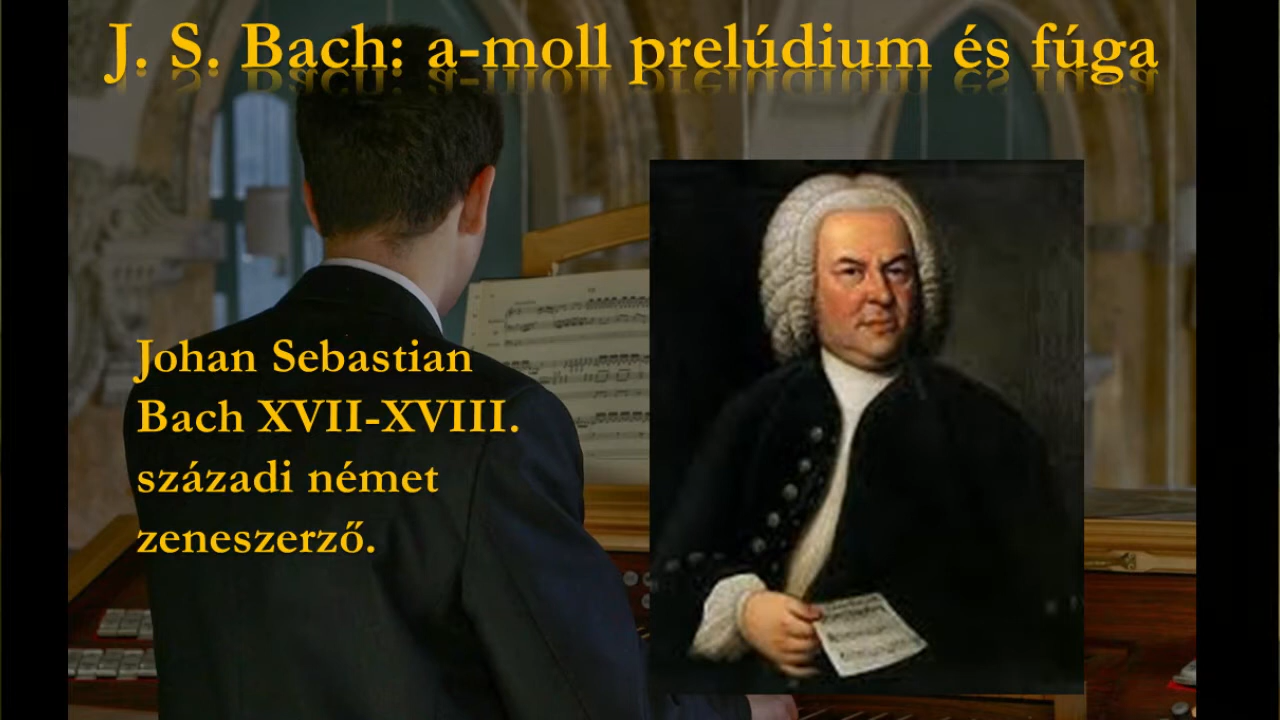 J. S. Bach: a-moll prelúdium és fúga
Johan Sebastian
Bach XVII-XVIII.
századi német
zeneszerző.